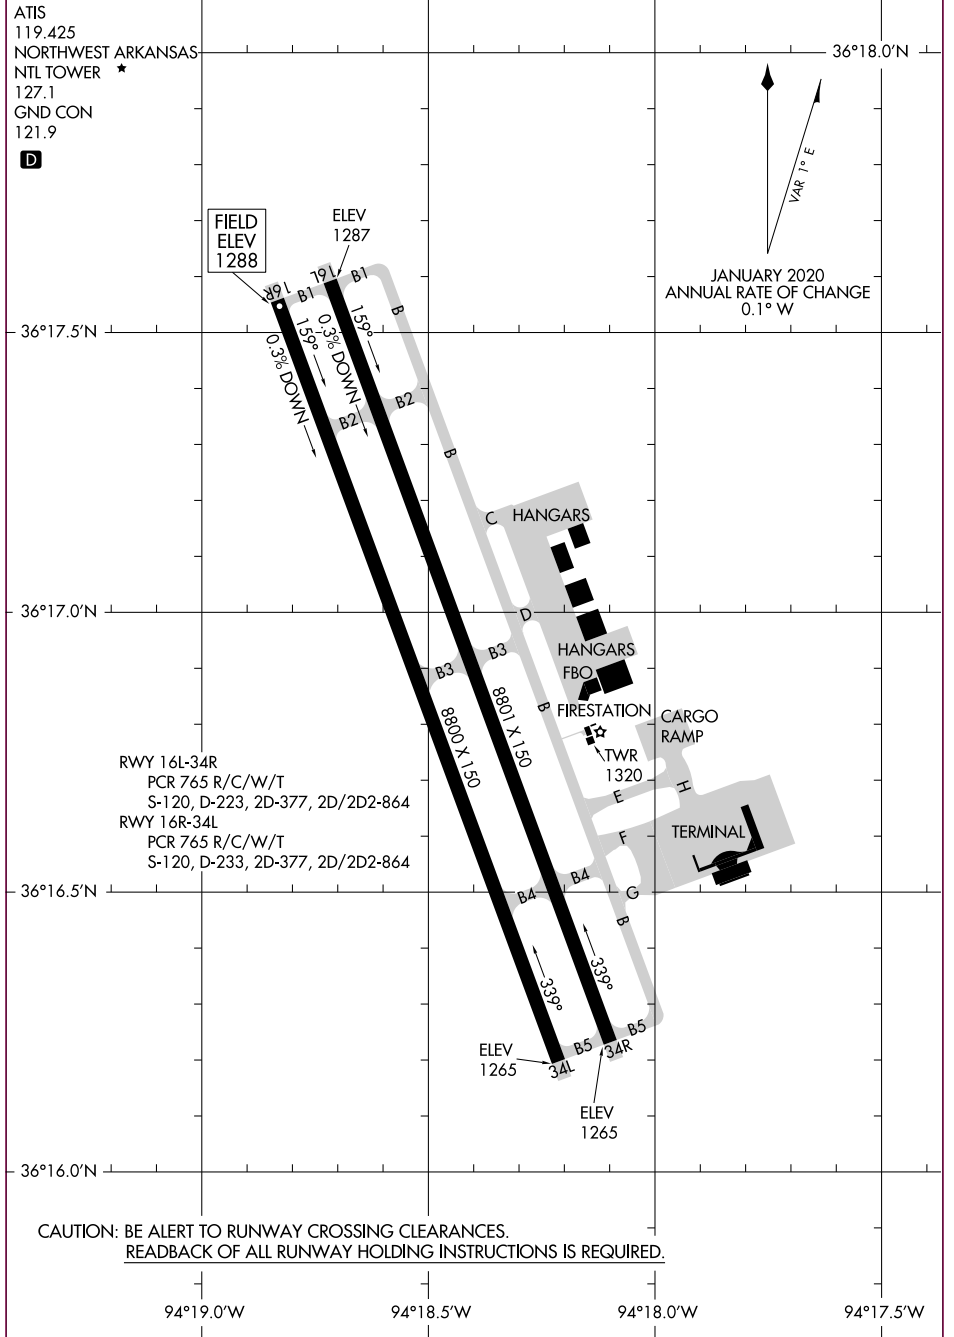 ATIS
119.425
NORTHWEST ARKANSAS
NTL TOWER ★
127.1
GND CON
121.9
D
36°18.0'N
VAR 1° E
JANUARY 2020
ANNUAL RATE OF CHANGE
0.1° W
FIELD
ELEV
1288
ELEV
1287
16R
B1
16L
B1
B
36°17.5'N
159°
0.3% DOWN
159°
0.3% DOWN
B2
B2
B
C
HANGARS
36°17.0'N
D
B3
B3
HANGARS
FBO
B
FIRESTATION
8800 X 150
8801 X 150
CARGO
RAMP
TWR
1320
RWY 16L-34R
PCR 765 R/C/W/T
S-120, D-223, 2D-377, 2D/2D2-864
RWY 16R-34L
PCR 765 R/C/W/T
S-120, D-233, 2D-377, 2D/2D2-864
E
H
F
TERMINAL
36°16.5'N
B4
B4
G
B
339°
339°
B5
B5
34L
34R
ELEV
1265
ELEV
1265
36°16.0'N
CAUTION: BE ALERT TO RUNWAY CROSSING CLEARANCES.
READBACK OF ALL RUNWAY HOLDING INSTRUCTIONS IS REQUIRED.
94°19.0'W
94°18.5'W
94°18.0'W
94°17.5'W